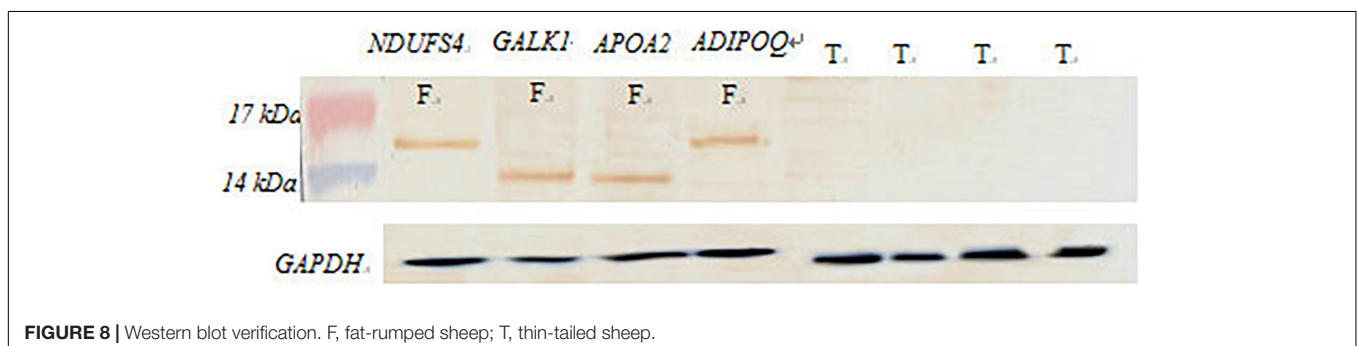 NDUFS4 GALK1 APOA2 ADIPOQ↵ T T T T
F F F F
17 kDa
14 kDa
GAPDH
FIGURE 8 | Western blot verification. F, fat-rumped sheep; T, thin-tailed sheep.